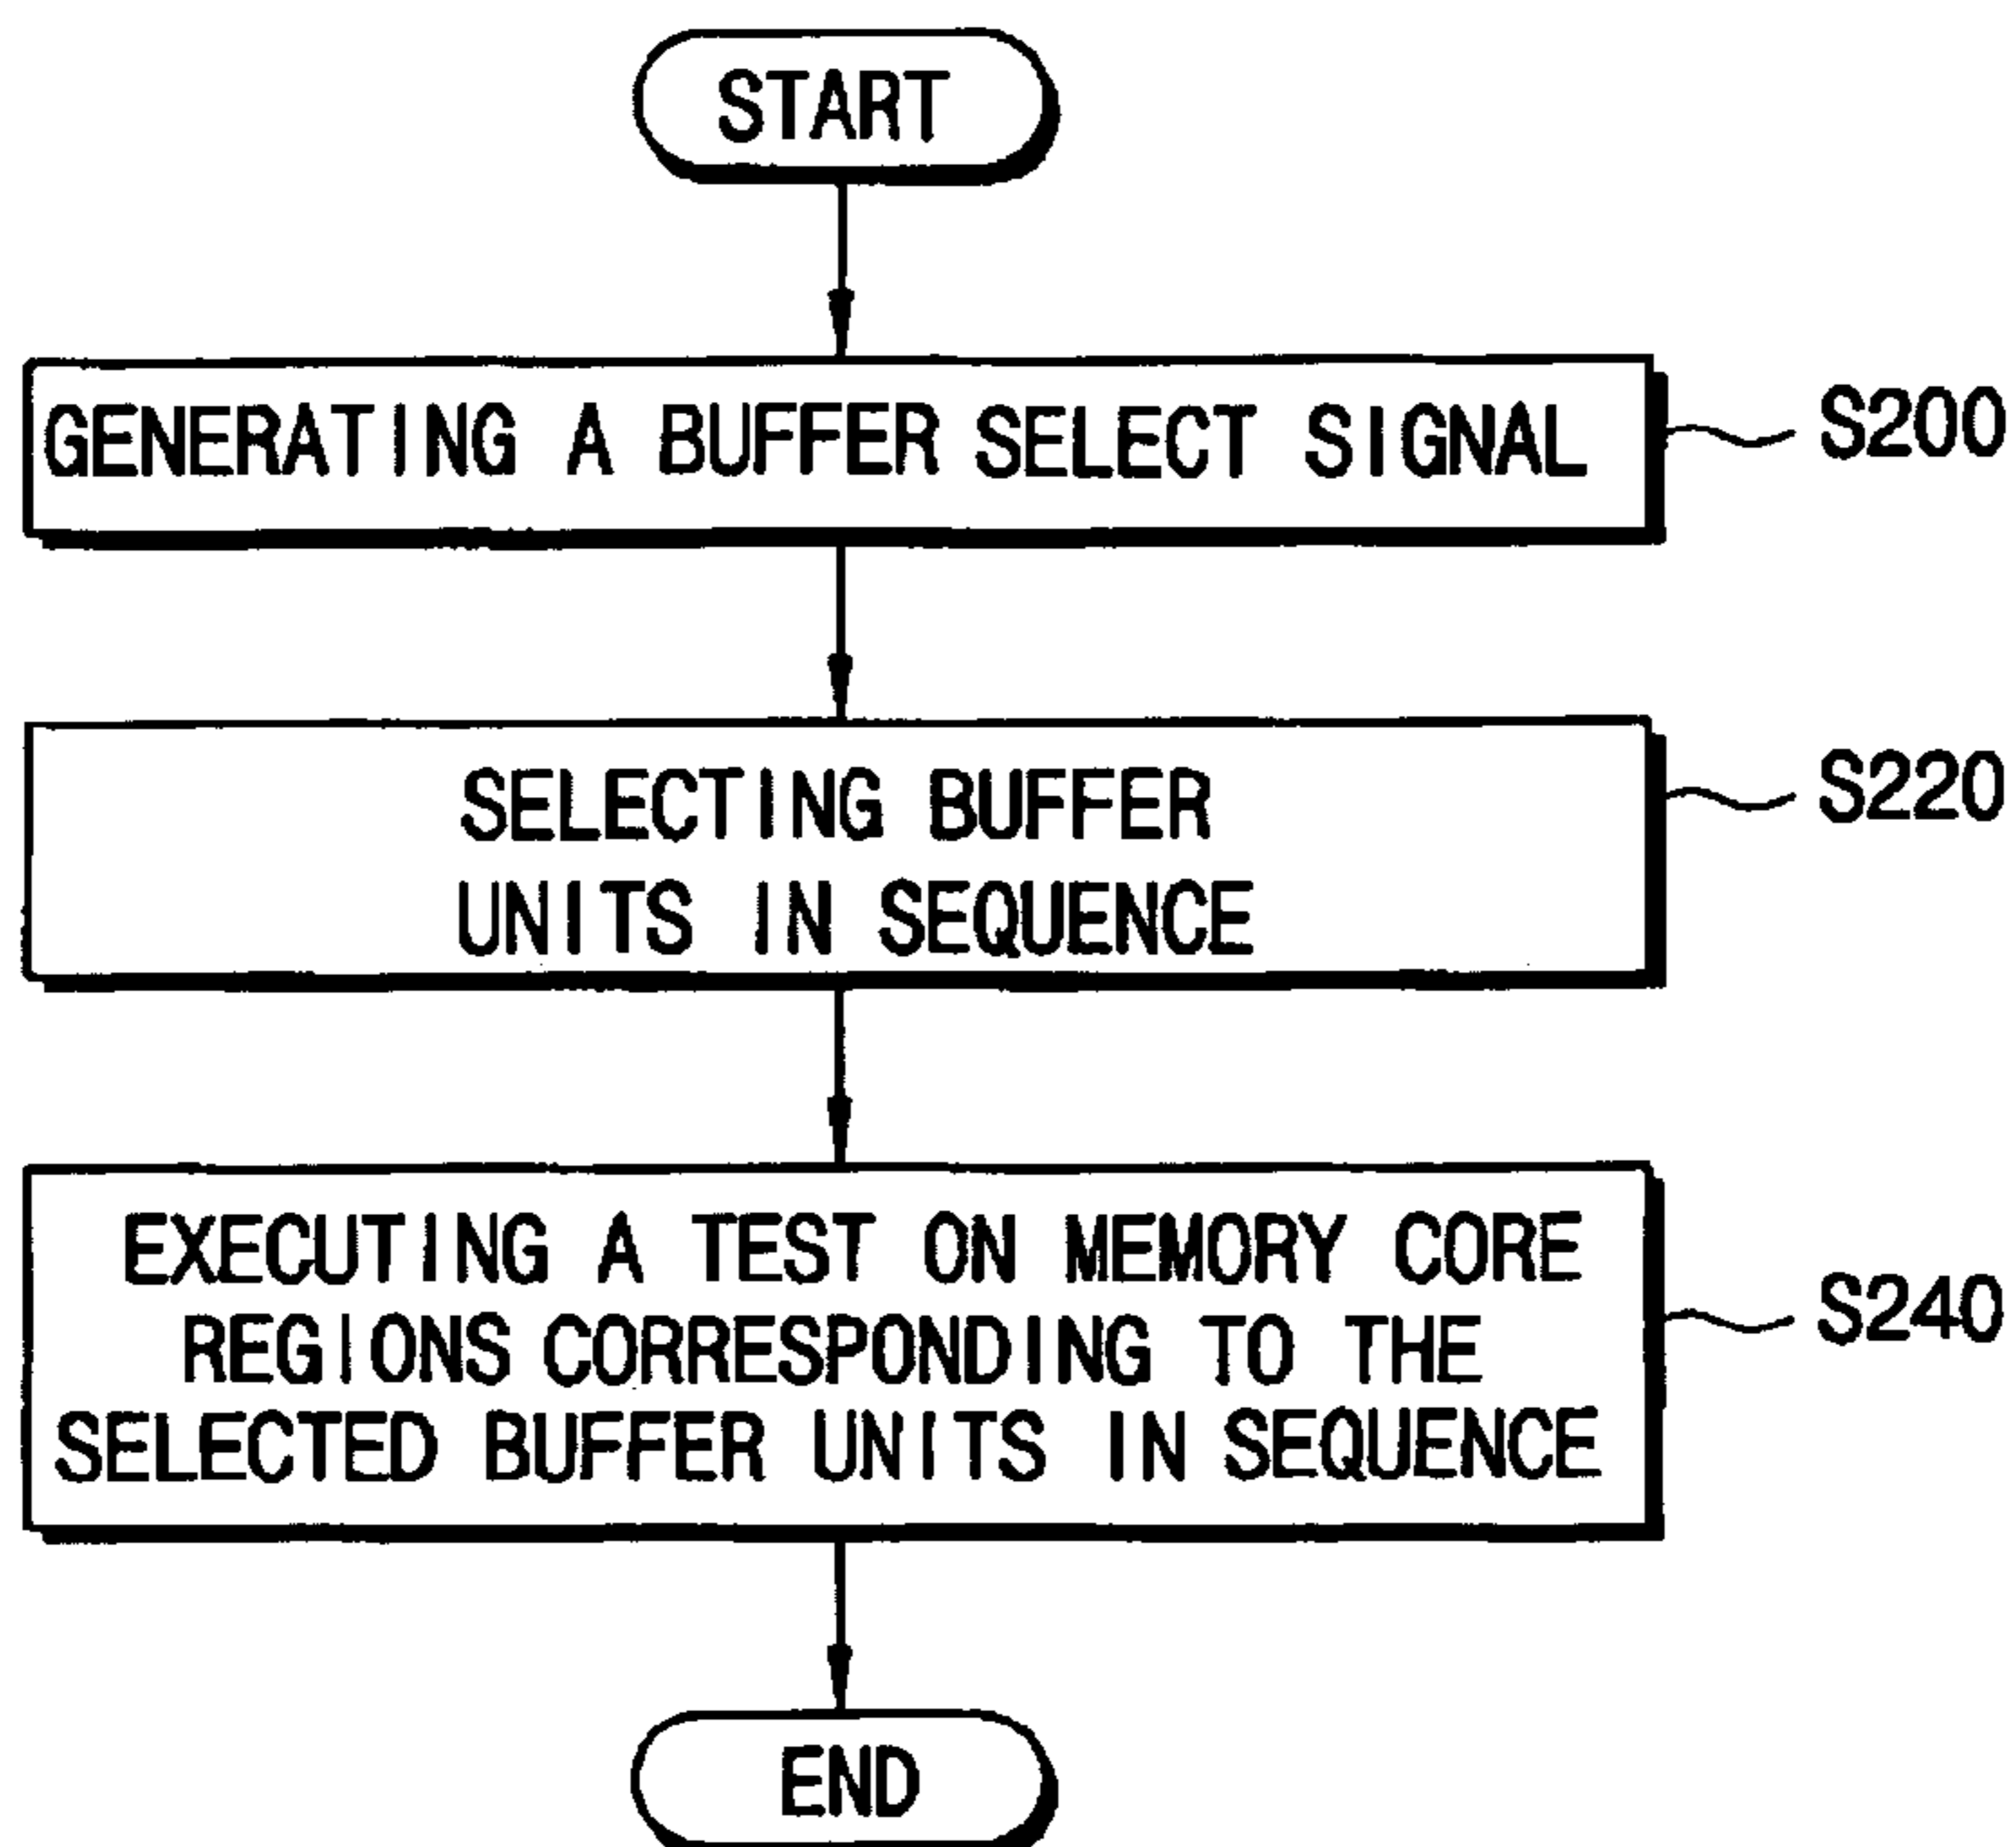 START
GENERATING A BUFFER SELECT SIGNAL
S200
SELECTING BUFFER
UNITS IN SEQUENCE
S220
EXECUTING A TEST ON MEMORY CORE
REGIONS CORRESPONDING TO THE
SELECTED BUFFER UNITS IN SEQUENCE
S240
END